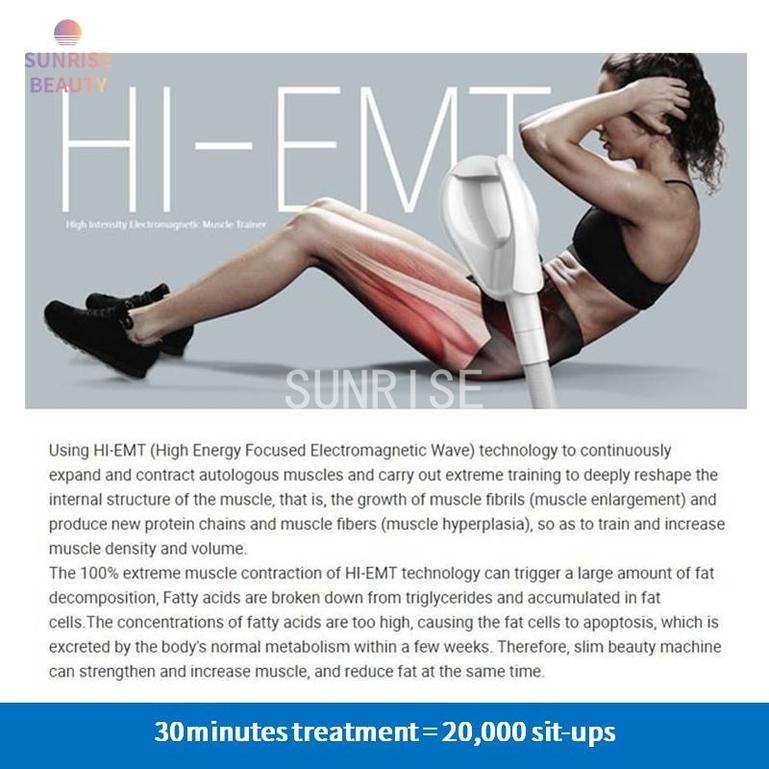 SUNRISE
BEAUTY
HI-EMT
High Intensity Electromagnetic Muscle Trainer
SUNRISE
Using HI-EMT (High Energy Focused Electromagnetic Wave) technology to continuously
expand and contract autologous muscles and carry out extreme training to deeply reshape the
internal structure of the muscle, that is, the growth of muscle fibrils (muscle enlargement) and
produce new protein chains and muscle fibers (muscle hyperplasia), so as to train and increase
muscle density and volume.
The 100% extreme muscle contraction of HI-EMT technology can trigger a large amount of fat
decomposition, Fatty acids are broken down from triglycerides and accumulated in fat
cells.The concentrations of fatty acids are too high, causing the fat cells to apoptosis, which is
excreted by the body's normal metabolism within a few weeks. Therefore, slim beauty machine
can strengthen and increase muscle, and reduce fat at the same time.
30minutes treatment = 20,000 sit-ups